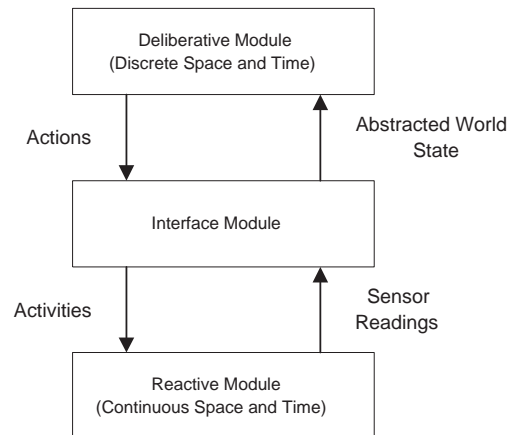 Deliberative Module
(Discrete Space and Time)
Actions
Abstracted World
State
Interface Module
Activities
Sensor
Readings
Reactive Module
(Continuous Space and Time)